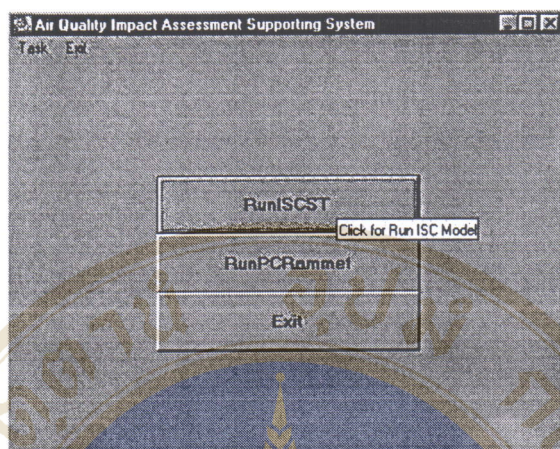 Air Quality Impact Assessment Supporting System
Task Exit
RunISCST
Click for Run ISC Model
RunPCRammet
Exit